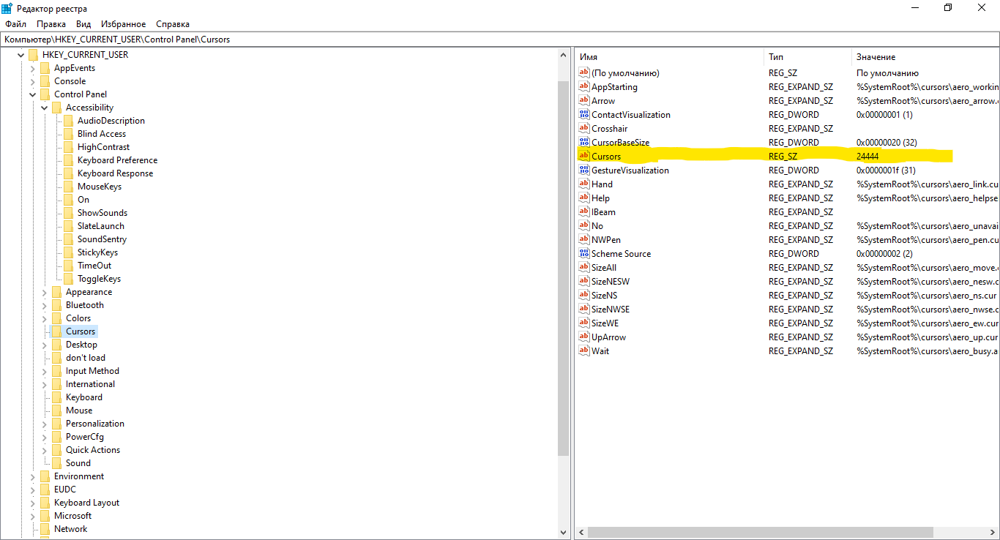 Редактор реестра
Файл Правка Вид Избранное Справка
Компьютер\HKEY_CURRENT_USER\Control Panel\Cursors
HKEY_CURRENT_USER
AppEvents
Console
Control Panel
Accessibility
AudioDescription
Blind Access
HighContrast
Keyboard Preference
Keyboard Response
MouseKeys
On
ShowSounds
SlateLaunch
SoundSentry
StickyKeys
TimeOut
ToggleKeys
Appearance
Bluetooth
Colors
Cursors
Desktop
don't load
Input Method
International
Keyboard
Mouse
Personalization
PowerCfg
Quick Actions
Sound
Environment
EUDC
Keyboard Layout
Microsoft
Network
Имя Тип Значение
(По умолчанию) REG_SZ По умолчанию
AppStarting REG_EXPAND_SZ %SystemRoot%\cursors\aero_workin
Arrow REG_EXPAND_SZ %SystemRoot%\cursors\aero_arrow.
ContactVisualization REG_DWORD 0x00000001 (1)
Crosshair REG_EXPAND_SZ
CursorBaseSize REG_DWORD 0x00000020 (32)
Cursors REG_SZ 24444
GestureVisualization REG_DWORD 0x0000001f (31)
Hand REG_EXPAND_SZ %SystemRoot%\cursors\aero_link.cu
Help REG_EXPAND_SZ %SystemRoot%\cursors\aero_helpse
IBeam REG_EXPAND_SZ
No REG_EXPAND_SZ %SystemRoot%\cursors\aero_unavai
NWPen REG_EXPAND_SZ %SystemRoot%\cursors\aero_pen.cu
Scheme Source REG_DWORD 0x00000002 (2)
SizeAll REG_EXPAND_SZ %SystemRoot%\cursors\aero_move.
SizeNESW REG_EXPAND_SZ %SystemRoot%\cursors\aero_nesw.c
SizeNS REG_EXPAND_SZ %SystemRoot%\cursors\aero_ns.cur
SizeNWSE REG_EXPAND_SZ %SystemRoot%\cursors\aero_nwse.c
SizeWE REG_EXPAND_SZ %SystemRoot%\cursors\aero_ew.cur
UpArrow REG_EXPAND_SZ %SystemRoot%\cursors\aero_up.cur
Wait REG_EXPAND_SZ %SystemRoot%\cursors\aero_busy.a